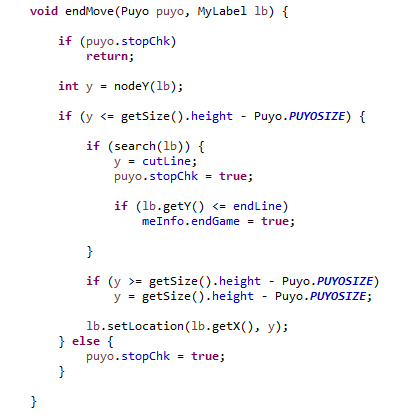 void endMove(Puyo puyo, MyLabel lb) {
if (puyo.stopChk)
return;
int y = nodeY(lb);
if (y <= getSize().height - Puyo.PUYOSIZE) {
if (search(lb)) {
y = cutLine;
puyo.stopChk = true;
if (lb.getY() <= endLine)
meInfo.endGame = true;
}
if (y >= getSize().height - Puyo.PUYOSIZE)
y = getSize().height - Puyo.PUYOSIZE;
lb.setLocation(lb.getX(), y);
} else {
puyo.stopChk = true;
}
}